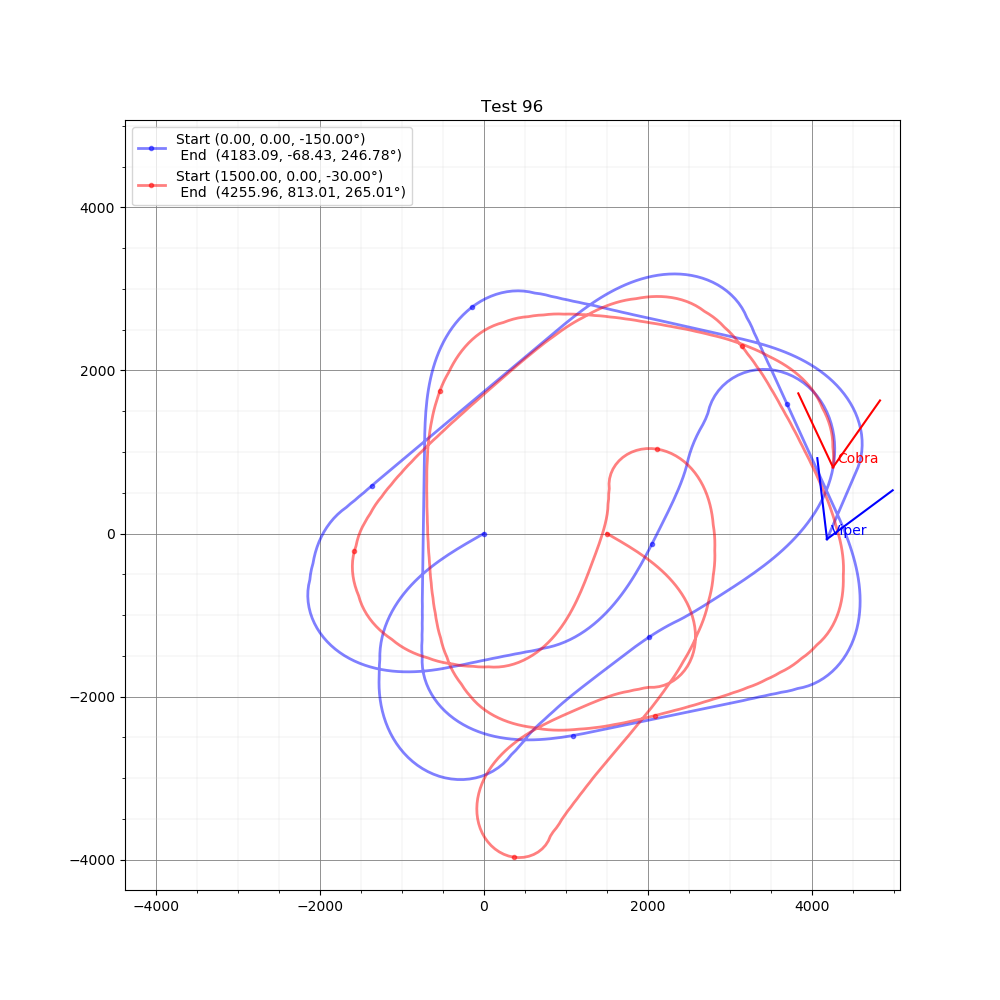 Test 96
Start (0.00, 0.00, -150.00°)
End (4183.09, -68.43, 246.78°)
Start (1500.00, 0.00, -30.00°)
End (4255.96, 813.01, 265.01°)
4000
2000
0
−2000
−4000
Cobra
Viper
−4000 −2000 0 2000 4000